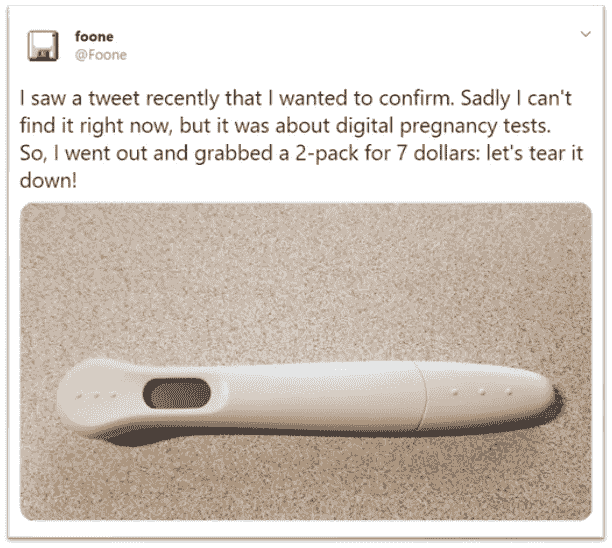 foone
@Foone
I saw a tweet recently that I wanted to confirm. Sadly I can't
find it right now, but it was about digital pregnancy tests.
So, I went out and grabbed a 2-pack for 7 dollars: let's tear it
down!